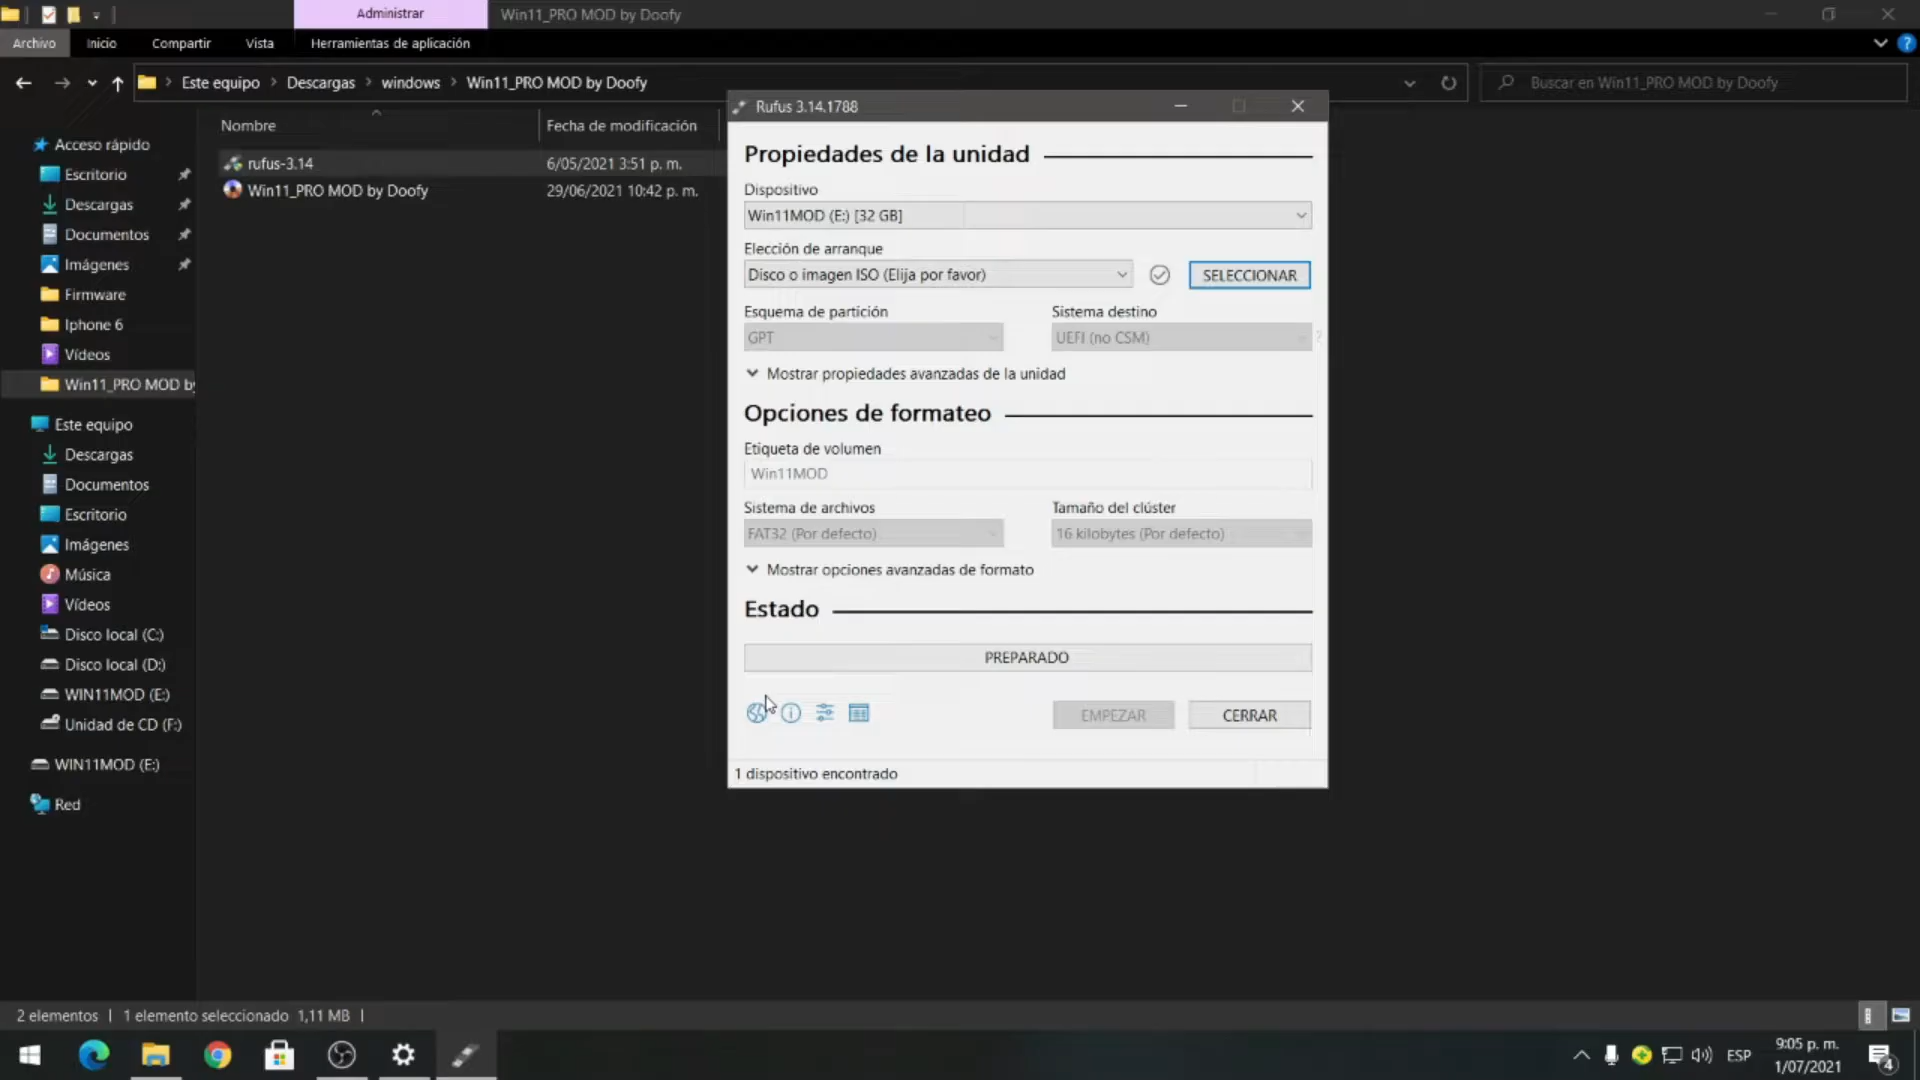 Administrar
Win11_PRO MOD by Doofy
Archivo
Inicio
Compartir
Vista
Herramientas de aplicación
Este equipo
Descargas
windows
Win11_PRO MOD by Doofy
Buscar en Win11_PRO MOD by Doofy
Nombre
Fecha de modificación
rufus-3.14
6/05/2021 3:51 p. m.
Win11_PRO MOD by Doofy
29/06/2021 10:42 p. m.
Acceso rápido
Escritorio
Descargas
Documentos
Imágenes
Firmware
Iphone 6
Vídeos
Win11_PRO MOD by
Este equipo
Descargas
Documentos
Escritorio
Imágenes
Música
Vídeos
Disco local (C:)
Disco local (D:)
WIN11MOD (E:)
Unidad de CD (F:)
WIN11MOD (E:)
Red
Rufus 3.14.1788
Propiedades de la unidad
Dispositivo
Win11MOD (E:) [32 GB]
Elección de arranque
Disco o imagen ISO (Elija por favor)
SELECCIONAR
Esquema de partición
Sistema destino
GPT
UEFI (no CSM)
?
Mostrar propiedades avanzadas de la unidad
Opciones de formateo
Etiqueta de volumen
Win11MOD
Sistema de archivos
Tamaño del clúster
FAT32 (Por defecto)
16 kilobytes (Por defecto)
Mostrar opciones avanzadas de formato
Estado
PREPARADO
EMPEZAR
CERRAR
1 dispositivo encontrado
2 elementos
1 elemento seleccionado 1,11 MB
ESP
9:05 p. m.
1/07/2021
4